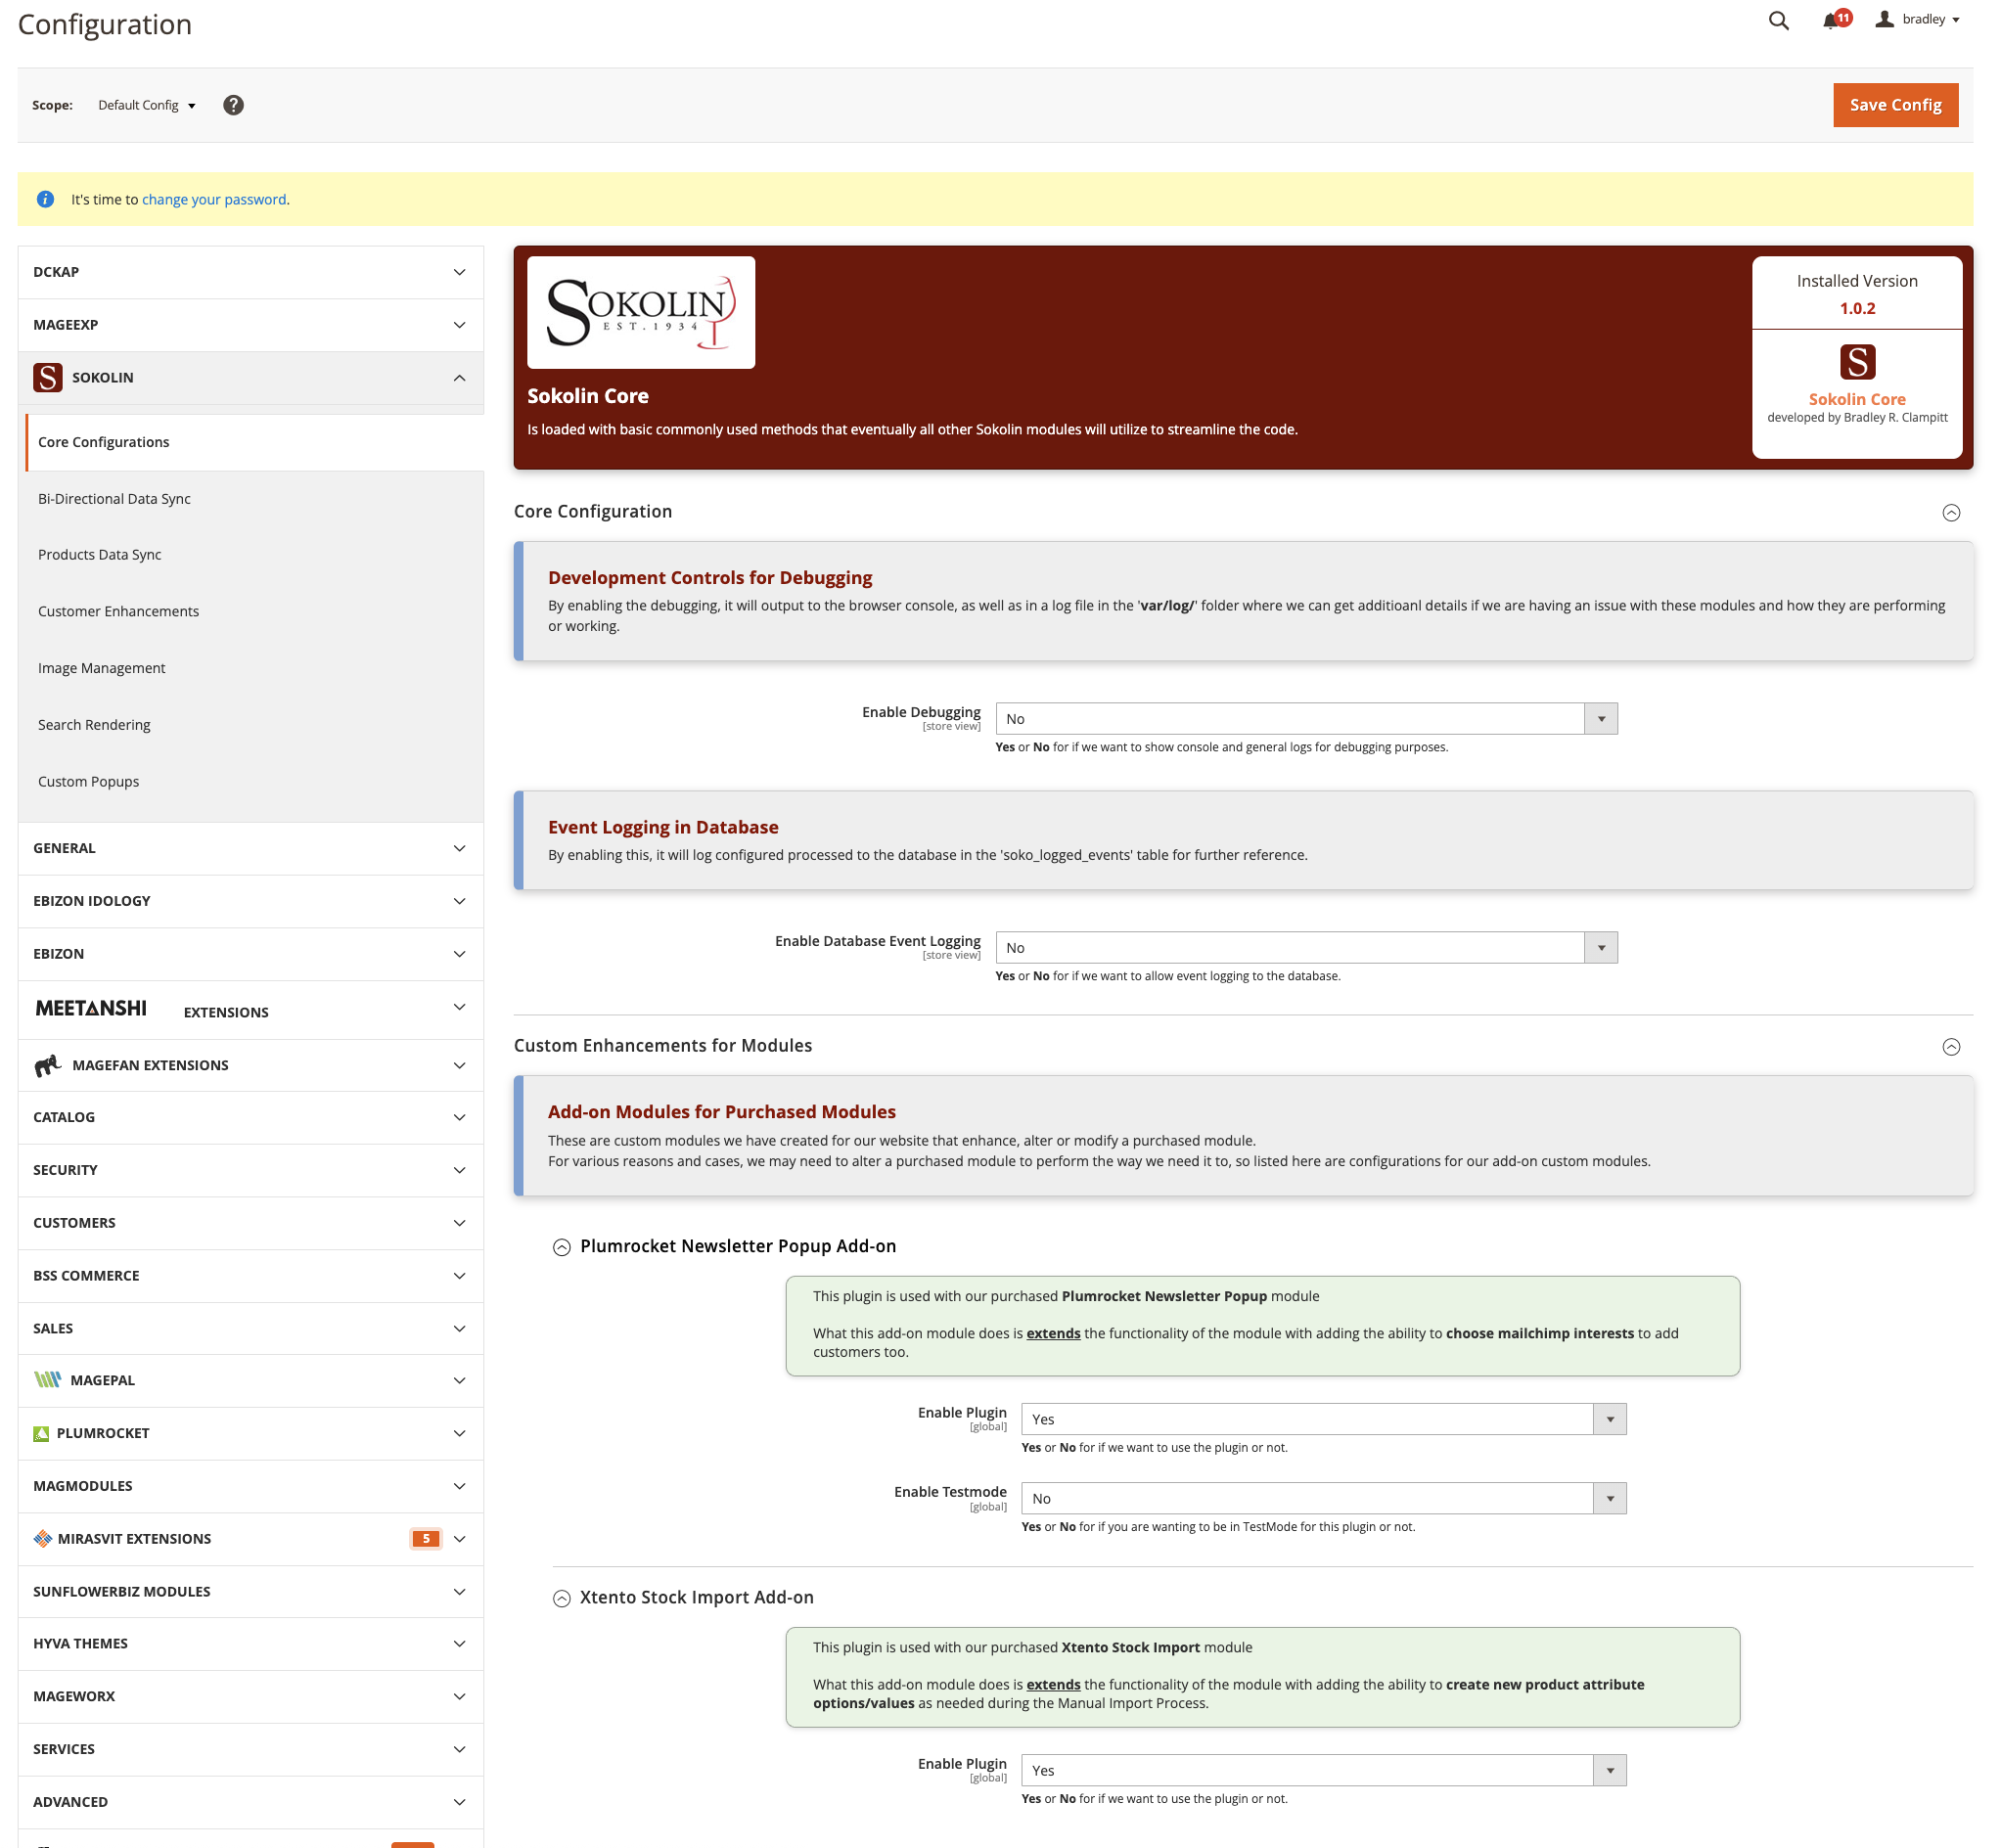 Configuration
11
bradley
Scope:
Default Config
?
Save Config
It's time to change your password.
DCKAP
MAGEEXP
S SOKOLIN
Core Configurations
Bi-Directional Data Sync
Products Data Sync
Customer Enhancements
Image Management
Search Rendering
Custom Popups
GENERAL
EBIZON IDOLOGY
EBIZON
MEETANSHI EXTENSIONS
MAGEFAN EXTENSIONS
CATALOG
SECURITY
CUSTOMERS
BSS COMMERCE
SALES
MAGEPAL
PLUMROCKET
MAGMODULES
MIRASVIT EXTENSIONS
5
SUNFLOWERBIZ MODULES
HYVA THEMES
MAGEWORX
SERVICES
ADVANCED
SOKOLIN
EST. 1934
Sokolin Core
Is loaded with basic commonly used methods that eventually all other Sokolin modules will utilize to streamline the code.
Installed Version
1.0.2
S
Sokolin Core
developed by Bradley R. Clampitt
Core Configuration
Development Controls for Debugging
By enabling the debugging, it will output to the browser console, as well as in a log file in the 'var/log/' folder where we can get additioanl details if we are having an issue with these modules and how they are performing
or working.
Enable Debugging
[store view]
No
Yes or No for if we want to show console and general logs for debugging purposes.
Event Logging in Database
By enabling this, it will log configured processed to the database in the 'soko_logged_events' table for further reference.
Enable Database Event Logging
[store view]
No
Yes or No for if we want to allow event logging to the database.
Custom Enhancements for Modules
Add-on Modules for Purchased Modules
These are custom modules we have created for our website that enhance, alter or modify a purchased module.
For various reasons and cases, we may need to alter a purchased module to perform the way we need it to, so listed here are configurations for our add-on custom modules.
Plumrocket Newsletter Popup Add-on
This plugin is used with our purchased Plumrocket Newsletter Popup module
What this add-on module does is extends the functionality of the module with adding the ability to choose mailchimp interests to add
customers too.
Enable Plugin
[global]
Yes
Yes or No for if we want to use the plugin or not.
Enable Testmode
[global]
No
Yes or No for if you are wanting to be in TestMode for this plugin or not.
Xtento Stock Import Add-on
This plugin is used with our purchased Xtento Stock Import module
What this add-on module does is extends the functionality of the module with adding the ability to create new product attribute
options/values as needed during the Manual Import Process.
Enable Plugin
[global]
Yes
Yes or No for if we want to use the plugin or not.